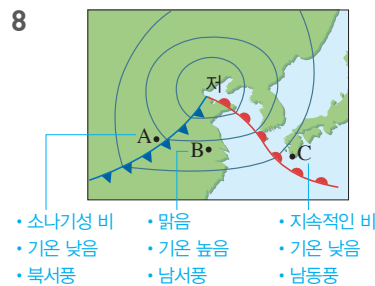 8
저
A
B
C
• 소나기성 비
• 기온 낮음
• 북서풍
• 맑음
• 기온 높음
• 남서풍
• 지속적인 비
• 기온 낮음
• 남동풍